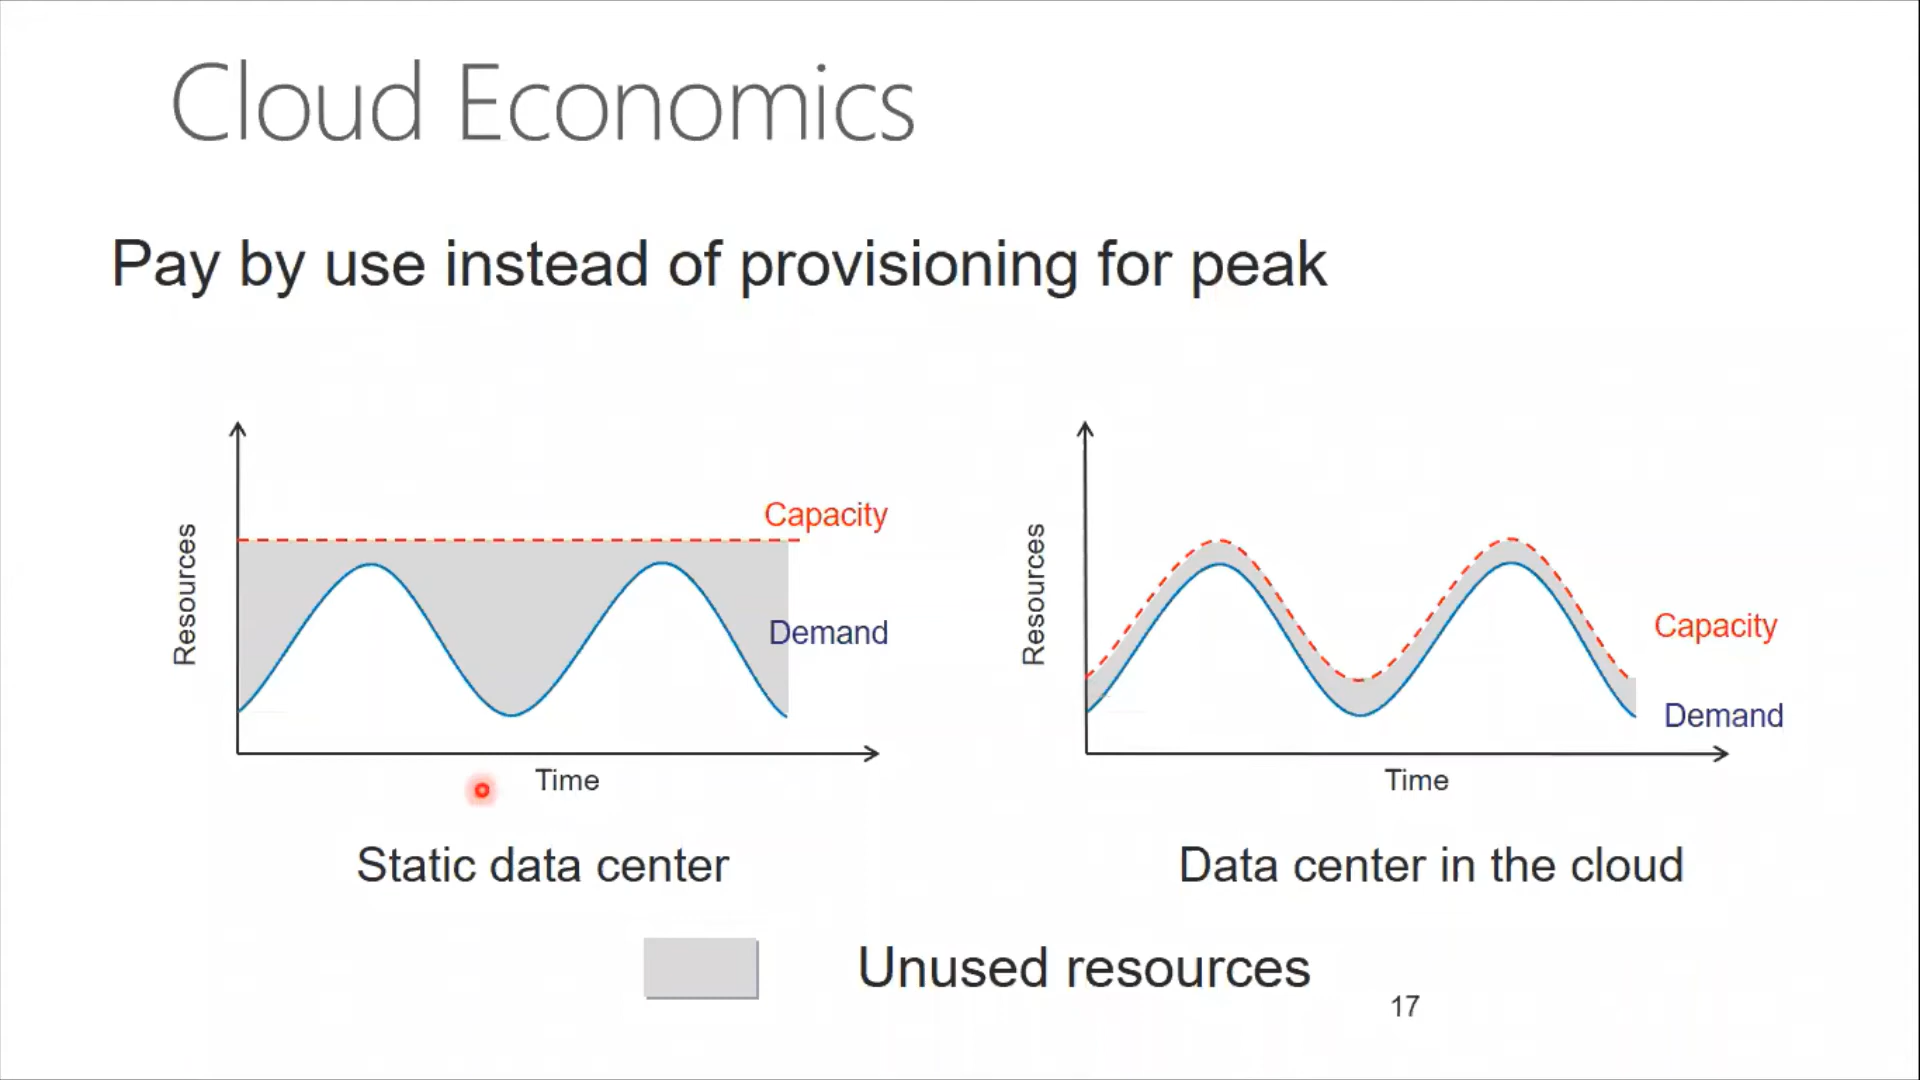 Cloud Economics
Pay by use instead of provisioning for peak
Resources
Capacity
Demand
Time
Static data center
Resources
Capacity
Demand
Time
Data center in the cloud
Unused resources
17